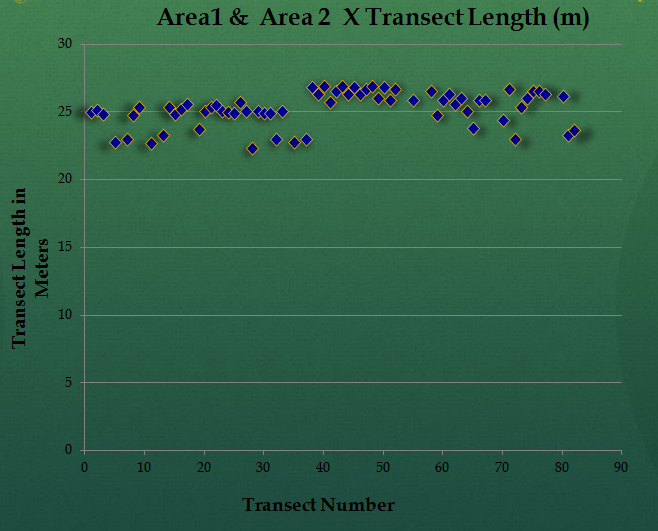 Area1 & Area 2 X Transect Length (m)
30
25
20
15
10
5
0
Transect Length in
Meters
0 10 20 30 40 50 60 70 80 90
Transect Number